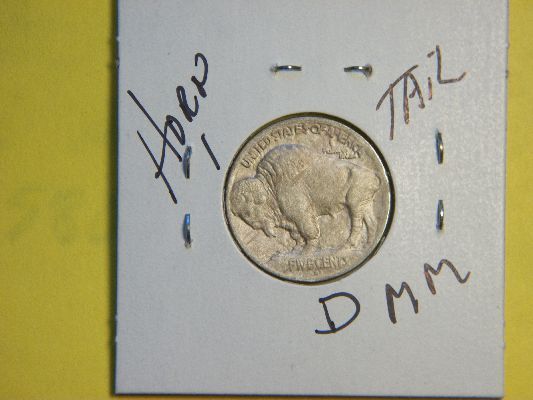 HORN
TAIL
UNITED STATES OF AMERICA
FIVE CENTS
D MM